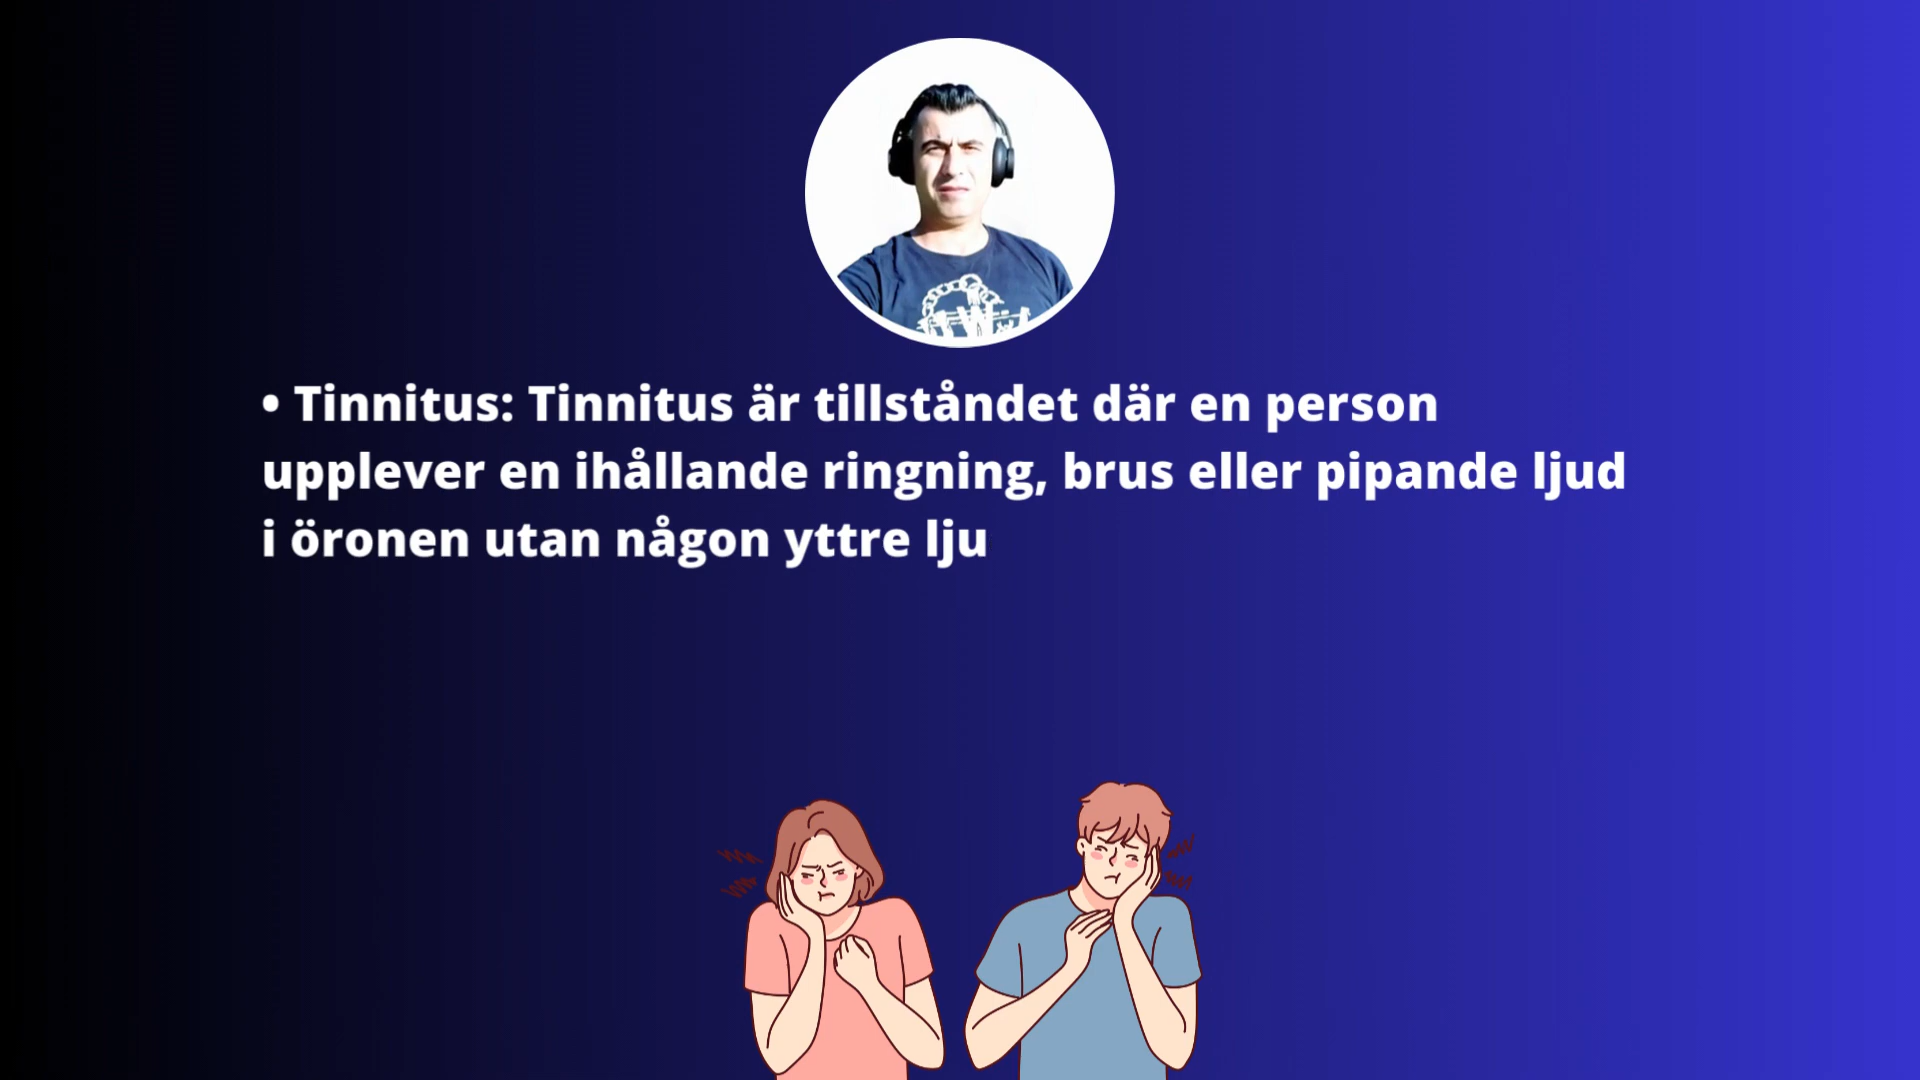 • Tinnitus: Tinnitus är tillståndet där en person
upplever en ihållande ringning, brus eller pipande ljud
i öronen utan någon yttre lju